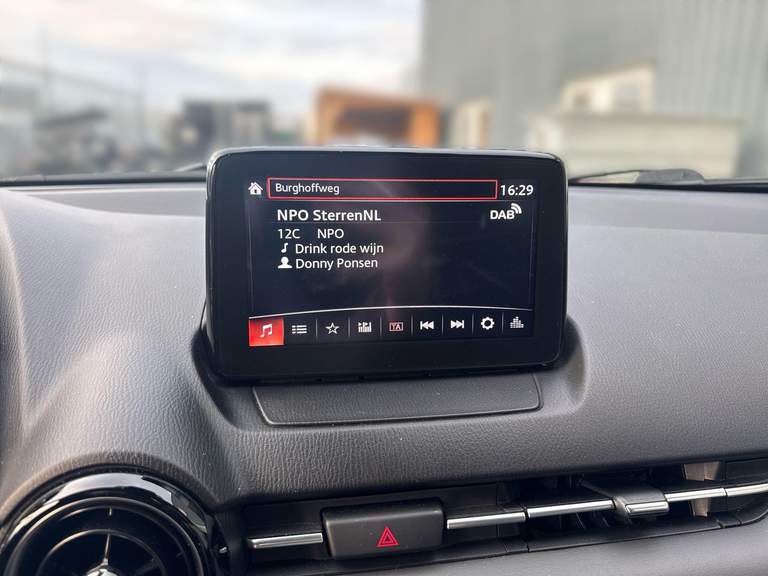 Burghoffweg 16:29
NPO SterrenNL DAB
12C NPO
Drink rode wijn
Donny Ponsen
TA